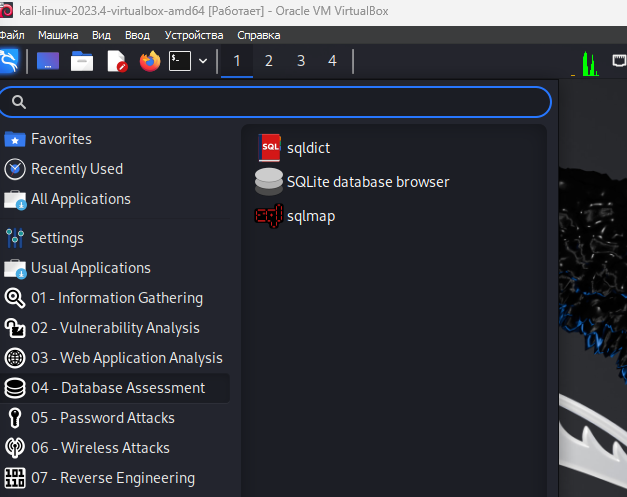 kali-linux-2023.4-virtualbox-amd64 [Работает] - Oracle VM VirtualBox
Файл Машина Вид Ввод Устройства Справка
1 2 3 4
Favorites
Recently Used
All Applications
Settings
Usual Applications
01 - Information Gathering
02 - Vulnerability Analysis
03 - Web Application Analysis
04 - Database Assessment
05 - Password Attacks
06 - Wireless Attacks
07 - Reverse Engineering
SQL sqldict
SQLite database browser
sql sqlmap